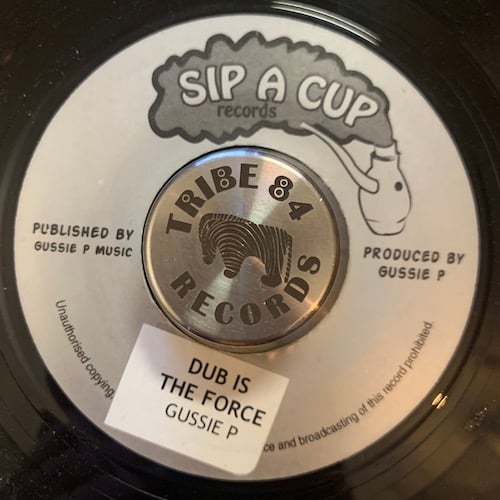 SIP A CUP
records
TRIBE 84
RECORDS
PUBLISHED BY
GUSSIE P MUSIC
PRODUCED BY
GUSSIE P
Unauthorised copying
ce and broadcasting of this record prohibited.
DUB IS
THE FORCE
GUSSIE P